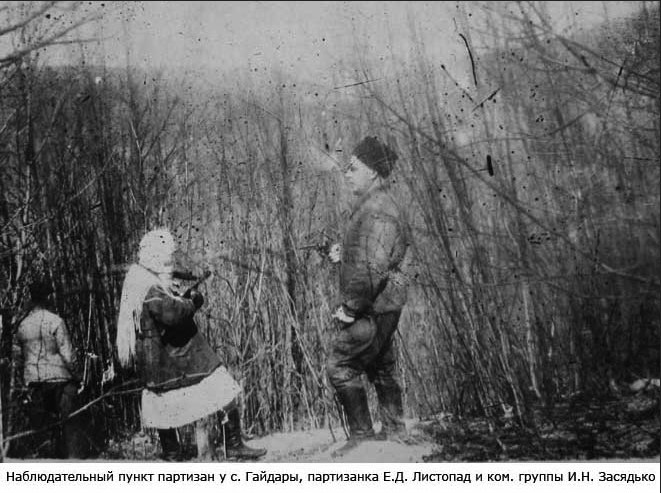 Наблюдательный пункт партизан у с. Гайдары, партизанка Е.Д. Листопад и ком. группы И.Н. Засядько